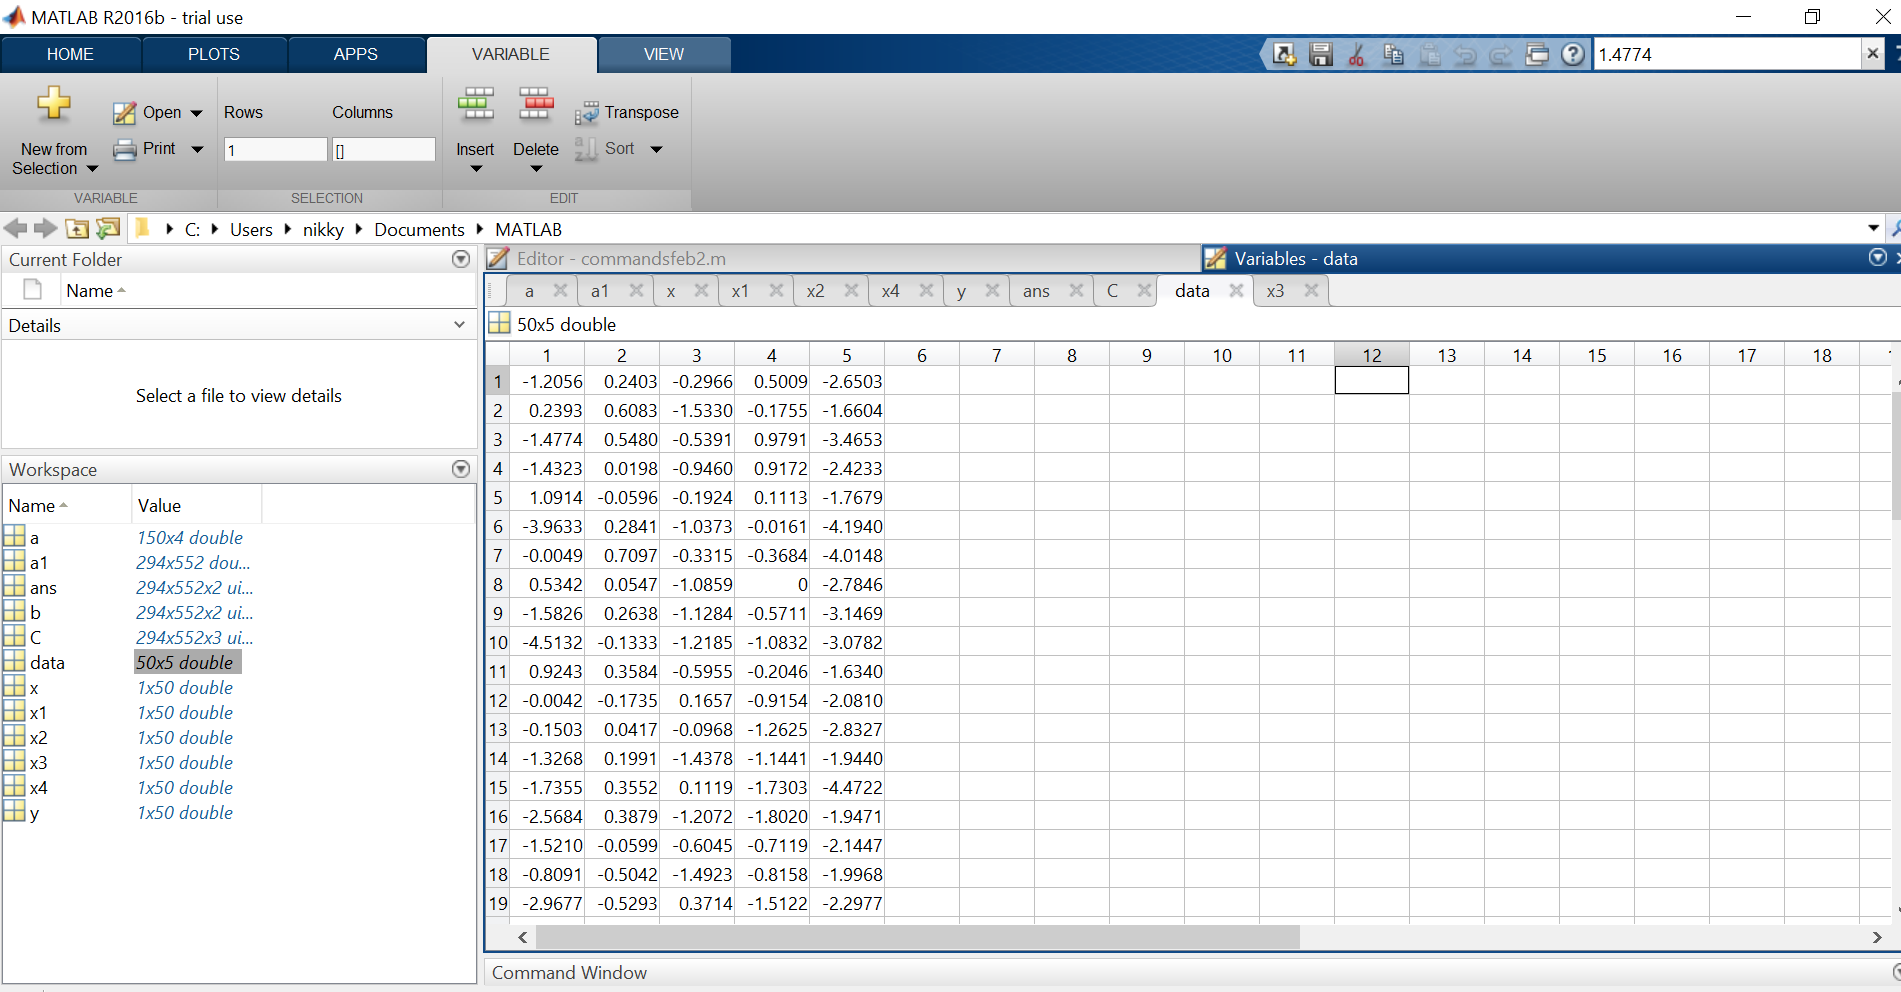 MATLAB R2016b - trial use
HOME PLOTS APPS VARIABLE VIEW 1.4774
New from Selection Open Print Rows Columns Insert Delete Transpose Sort
1 []
VARIABLE SELECTION EDIT
C: Users nikky Documents MATLAB
Current Folder
Name
Details
Select a file to view details
Workspace
Name Value
a 150x4 double
a1 294x552 dou...
ans 294x552x2 ui...
b 294x552x2 ui...
C 294x552x3 ui...
data 50x5 double
x 1x50 double
x1 1x50 double
x2 1x50 double
x3 1x50 double
x4 1x50 double
y 1x50 double
Editor - commandsfeb2.m Variables - data
a a1 x x1 x2 x4 y ans C data x3
50x5 double
1 2 3 4 5 6 7 8 9 10 11 12 13 14 15 16 17 18
1 -1.2056 0.2403 -0.2966 0.5009 -2.6503
2 0.2393 0.6083 -1.5330 -0.1755 -1.6604
3 -1.4774 0.5480 -0.5391 0.9791 -3.4653
4 -1.4323 0.0198 -0.9460 0.9172 -2.4233
5 1.0914 -0.0596 -0.1924 0.1113 -1.7679
6 -3.9633 0.2841 -1.0373 -0.0161 -4.1940
7 -0.0049 0.7097 -0.3315 -0.3684 -4.0148
8 0.5342 0.0547 -1.0859 0 -2.7846
9 -1.5826 0.2638 -1.1284 -0.5711 -3.1469
10 -4.5132 -0.1333 -1.2185 -1.0832 -3.0782
11 0.9243 0.3584 -0.5955 -0.2046 -1.6340
12 -0.0042 -0.1735 0.1657 -0.9154 -2.0810
13 -0.1503 0.0417 -0.0968 -1.2625 -2.8327
14 -1.3268 0.1991 -1.4378 -1.1441 -1.9440
15 -1.7355 0.3552 0.1119 -1.7303 -4.4722
16 -2.5684 0.3879 -1.2072 -1.8020 -1.9471
17 -1.5210 -0.0599 -0.6045 -0.7119 -2.1447
18 -0.8091 -0.5042 -1.4923 -0.8158 -1.9968
19 -2.9677 -0.5293 0.3714 -1.5122 -2.2977
Command Window